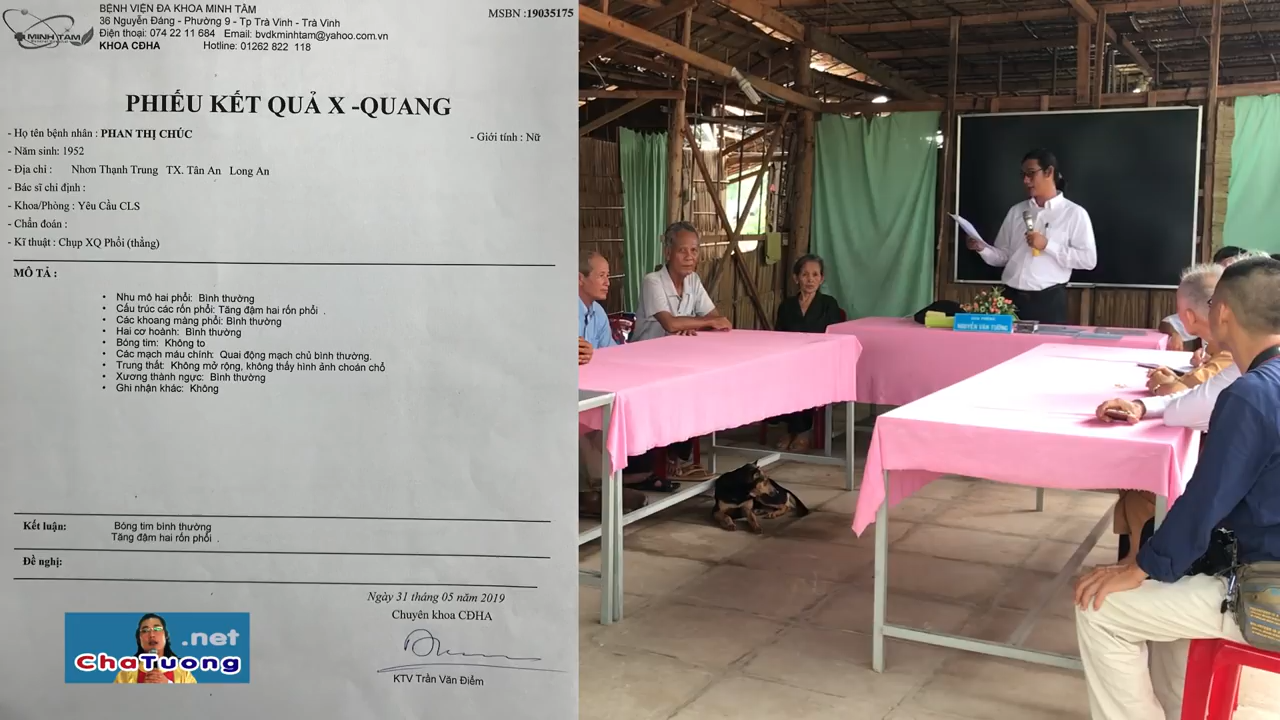 BỆNH VIỆN ĐA KHOA MINH TÂM
36 Nguyễn Đáng - Phường 9 - Tp Trà Vinh - Trà Vinh
Điện thoại: 074 22 11 684 Email: bvdkminhtam@yahoo.com.vn
KHOA CĐHA Hotline: 01262 822 118
MSBN :19035175
MINH TAM
PHIẾU KẾT QUẢ X -QUANG
- Họ tên bệnh nhân : PHAN THỊ CHÚC
- Giới tính : Nữ
- Năm sinh: 1952
- Địa chỉ : Nhơn Thạnh Trung TX. Tân An Long An
- Bác sĩ chỉ định :
- Khoa/Phòng : Yêu Cầu CLS
- Chẩn đoán :
- Kĩ thuật : Chụp XQ Phổi (thẳng)
MÔ TẢ :
• Nhu mô hai phổi: Bình thường
• Cấu trúc các rốn phổi: Tăng đậm hai rốn phổi .
• Các khoang màng phổi: Bình thường
• Hai cơ hoành: Bình thường
• Bóng tim: Không to
• Các mạch máu chính: Quai động mạch chủ bình thường.
• Trung thất: Không mở rộng, không thấy hình ảnh choán chổ
• Xương thành ngực: Bình thường
• Ghi nhận khác: Không
Kết luận: Bóng tim bình thường
Tăng đậm hai rốn phổi .
Đề nghị:
Ngày 31 tháng 05 năm 2019
Chuyên khoa CĐHA
KTV Trần Văn Điểm
.net
ChaTuong
NGUYỄN VĂN TƯỜNG